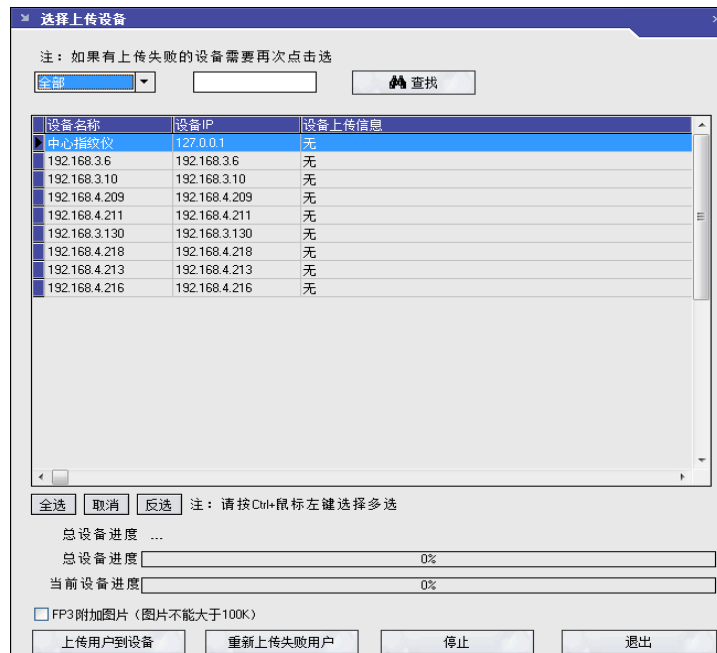 选择上传设备
注：如果有上传失败的设备需要再次点击选
全部 查找
设备名称 设备IP 设备上传信息
中心指纹仪 127.0.0.1 无
192.168.3.6 192.168.3.6 无
192.168.3.10 192.168.3.10 无
192.168.4.209 192.168.4.209 无
192.168.4.211 192.168.4.211 无
192.168.3.130 192.168.3.130 无
192.168.4.218 192.168.4.218 无
192.168.4.213 192.168.4.213 无
192.168.4.216 192.168.4.216 无
全选 取消 反选 注：请按Ctrl+鼠标左键选择多选
总设备进度 ...
总设备进度 0%
当前设备进度 0%
FP3附加图片（图片不能大于100K）
上传用户到设备 重新上传失败用户 停止 退出